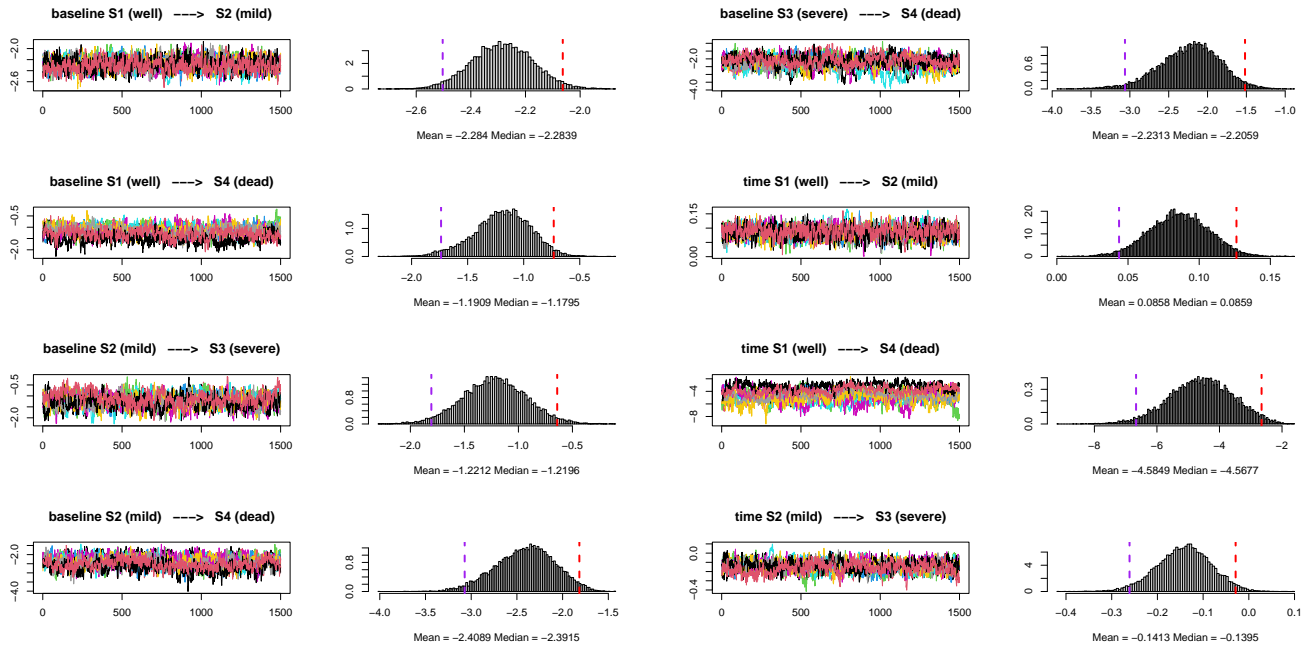 baseline S1 (well) −−−> S2 (mild)
−2.6 −2.0
0 500 1000 1500
0 2
−2.6 −2.4 −2.2 −2.0
Mean = −2.284 Median = −2.2839
baseline S3 (severe) −−−> S4 (dead)
−4.0 −2.0
0 500 1000 1500
0.0 0.6
−4.0 −3.5 −3.0 −2.5 −2.0 −1.5 −1.0
Mean = −2.2313 Median = −2.2059
baseline S1 (well) −−−> S4 (dead)
−2.0 −0.5
0 500 1000 1500
0.0 1.0
−2.0 −1.5 −1.0 −0.5
Mean = −1.1909 Median = −1.1795
time S1 (well) −−−> S2 (mild)
0.00 0.15
0 500 1000 1500
0 10 20
0.00 0.05 0.10 0.15
Mean = 0.0858 Median = 0.0859
baseline S2 (mild) −−−> S3 (severe)
−2.0 −0.5
0 500 1000 1500
0.0 0.8
−2.0 −1.5 −1.0 −0.5
Mean = −1.2212 Median = −1.2196
time S1 (well) −−−> S4 (dead)
−8 −4
0 500 1000 1500
0.0 0.3
−8 −6 −4 −2
Mean = −4.5849 Median = −4.5677
baseline S2 (mild) −−−> S4 (dead)
−4.0 −2.0
0 500 1000 1500
0.0 0.8
−4.0 −3.5 −3.0 −2.5 −2.0 −1.5
Mean = −2.4089 Median = −2.3915
time S2 (mild) −−−> S3 (severe)
−0.4 0.0
0 500 1000 1500
0 4
−0.4 −0.3 −0.2 −0.1 0.0 0.1
Mean = −0.1413 Median = −0.1395